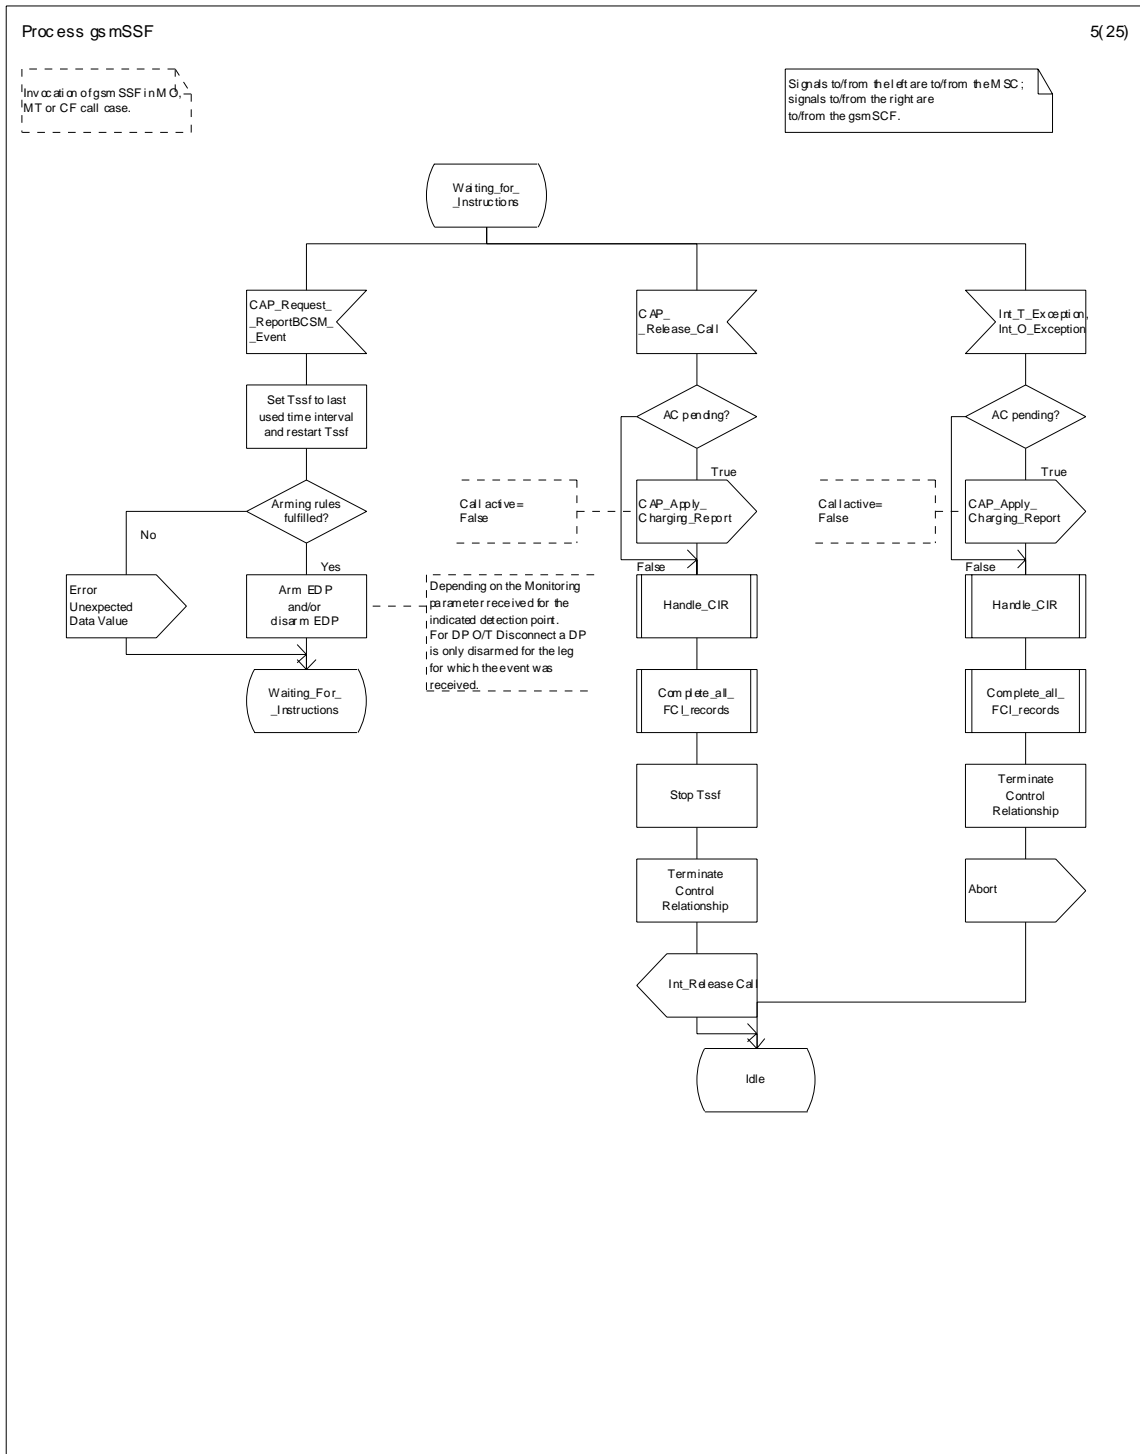 Process gsmSSF
5(25)
Invocation of gsmSSF in MO,
MT or CF call case.
Signals to/from the left are to/from the MSC;
signals to/from the right are
to/from the gsmSCF.
Waiting_for_
_Instructions
CAP_Request_
_ReportBCSM_
_Event
CAP_
_Release_Call
Int_T_Exception,
Int_O_Exception
Set Tssf to last
used time interval
and restart Tssf
AC pending?
AC pending?
True
True
Arming rules
fulfilled?
Call active=
False
CAP_Apply_
_Charging_Report
Call active=
False
CAP_Apply_
_Charging_Report
No
Yes
False
False
Error
Unexpected
Data Value
Arm EDP
and/or
disarm EDP
Depending on the Monitoring
parameter received for the
indicated detection point.
For DP O/T Disconnect a DP
is only disarmed for the leg
for which the event was
received.
Handle_CIR
Handle_CIR
Waiting_For_
_Instructions
Complete_all_
_FCI_records
Complete_all_
_FCI_records
Stop Tssf
Terminate
Control
Relationship
Terminate
Control
Relationship
Abort
Int_Release Call
Idle